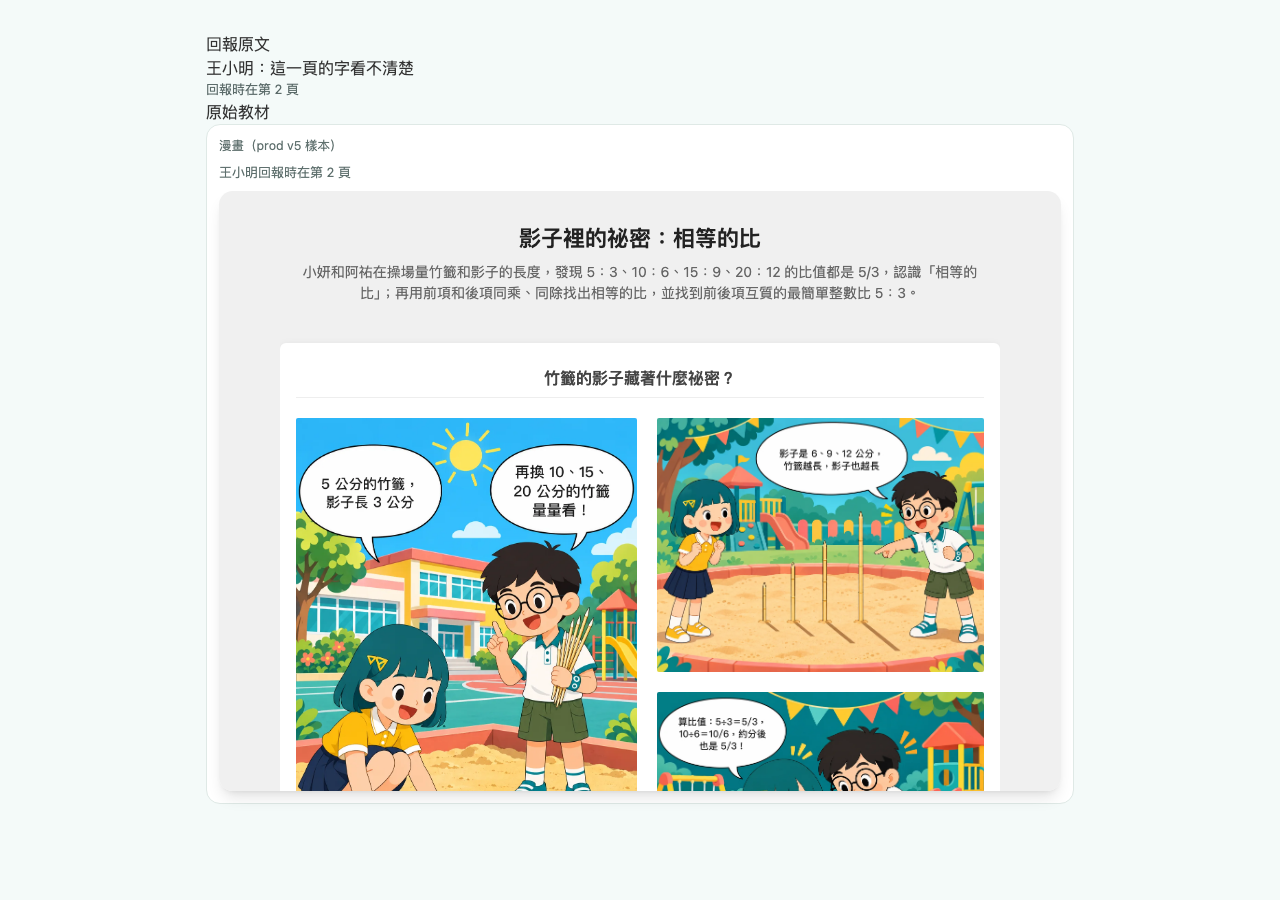 回報原文
王小明：這一頁的字看不清楚
回報時在第 2 頁
原始教材
漫畫（prod v5 樣本）
王小明回報時在第 2 頁
影子裡的祕密：相等的比
小妍和阿祐在操場量竹籤和影子的長度，發現 5：3、10：6、15：9、20：12 的比值都是 5/3，認識「相等的
比」；再用前項和後項同乘、同除找出相等的比，並找到前後項互質的最簡單整數比 5：3。
竹籤的影子藏著什麼祕密？
5 公分的竹籤，
影子長 3 公分
再換 10、15、
20 公分的竹籤
量量看！
影子是 6、9、12 公分，
竹籤越長，影子也越長
算比值：5÷3＝5/3，
10÷6＝10/6，約分後
也是 5/3！